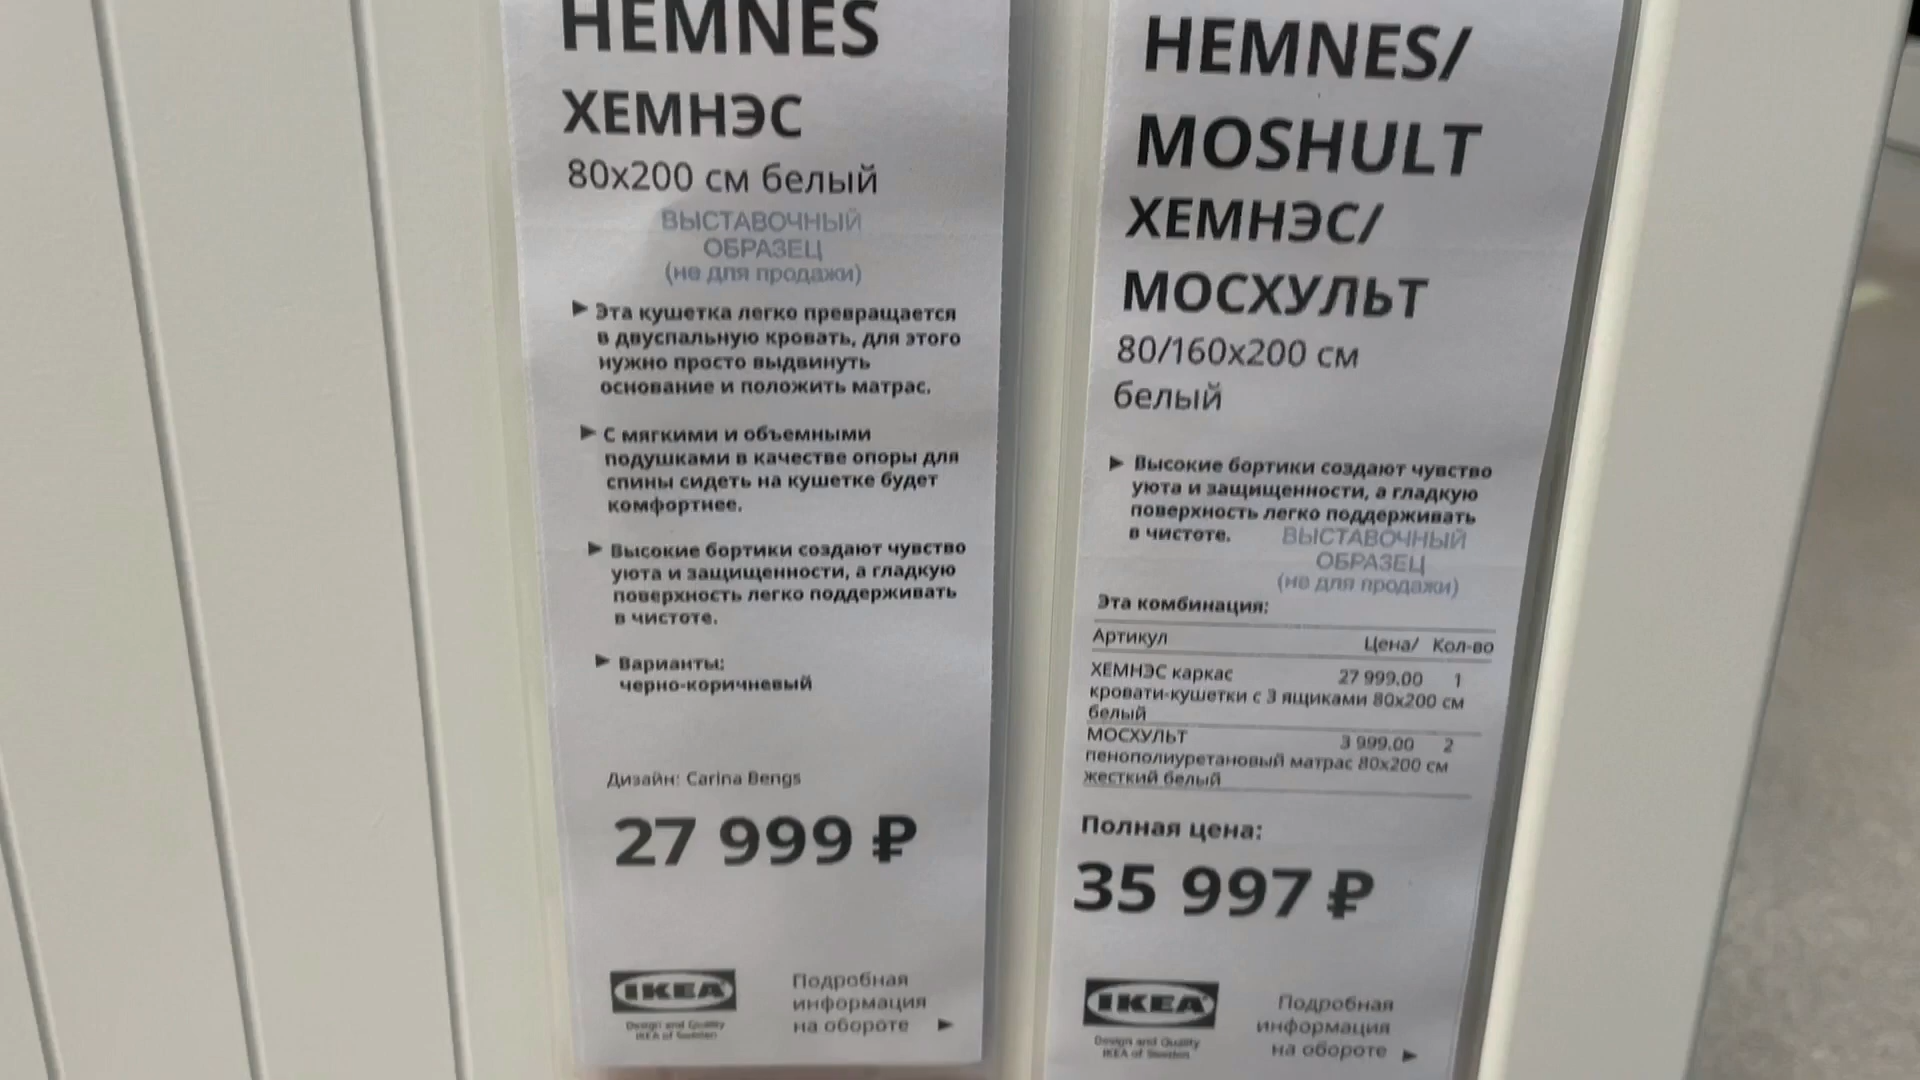 HEMNES
ХЕМНЭС
80x200 см белый
ВЫСТАВОЧНЫЙ
ОБРАЗЕЦ
(не для продажи)
► Эта кушетка легко превращается
в двуспальную кровать, для этого
нужно просто выдвинуть
основание и положить матрас.
► С мягкими и объемными
подушками в качестве опоры для
спины сидеть на кушетке будет
комфортнее.
► Высокие бортики создают чувство
уюта и защищенности, а гладкую
поверхность легко поддерживать
в чистоте.
► Варианты:
черно-коричневый
Дизайн: Carina Bengs
27 999 ₽
IKEA
Design and Quality
IKEA of Sweden
Подробная
информация
на обороте ►
HEMNES/
MOSHULT
ХЕМНЭС/
МОСХУЛЬТ
80/160x200 см
белый
► Высокие бортики создают чувство
уюта и защищенности, а гладкую
поверхность легко поддерживать
в чистоте.
ВЫСТАВОЧНЫЙ
ОБРАЗЕЦ
(не для продажи)
Эта комбинация:
Артикул Цена/ Кол-во
ХЕМНЭС каркас 27 999.00 1
кровати-кушетки с 3 ящиками 80x200 см
белый
МОСХУЛЬТ 3 999.00 2
пенополиуретановый матрас 80x200 см
жесткий белый
Полная цена:
35 997 ₽
IKEA
Design and Quality
IKEA of Sweden
Подробная
информация
на обороте ►